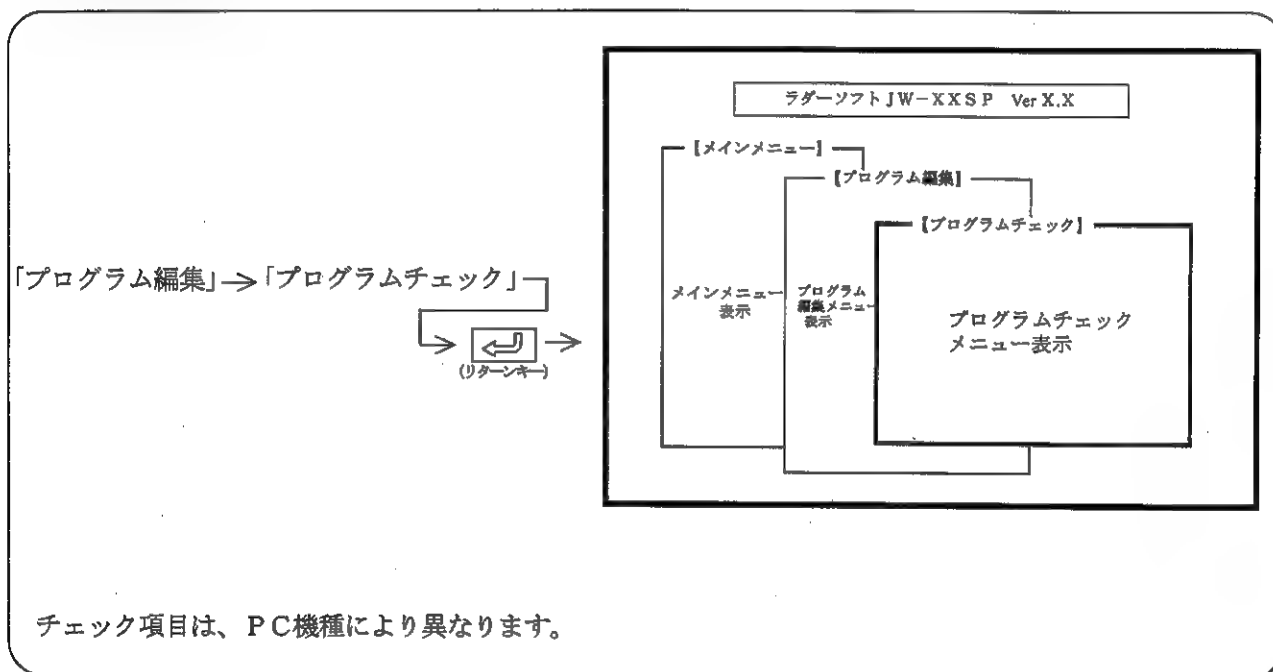 ラダーソフトJW－XXSP Ver X.X
【メインメニュー】
【プログラム編集】
【プログラムチェック】
「プログラム編集」→「プログラムチェック」
(リターンキー)
メインメニュー
表示
プログラム
編集メニュー
表示
プログラムチェック
メニュー表示
チェック項目は、PC機種により異なります。